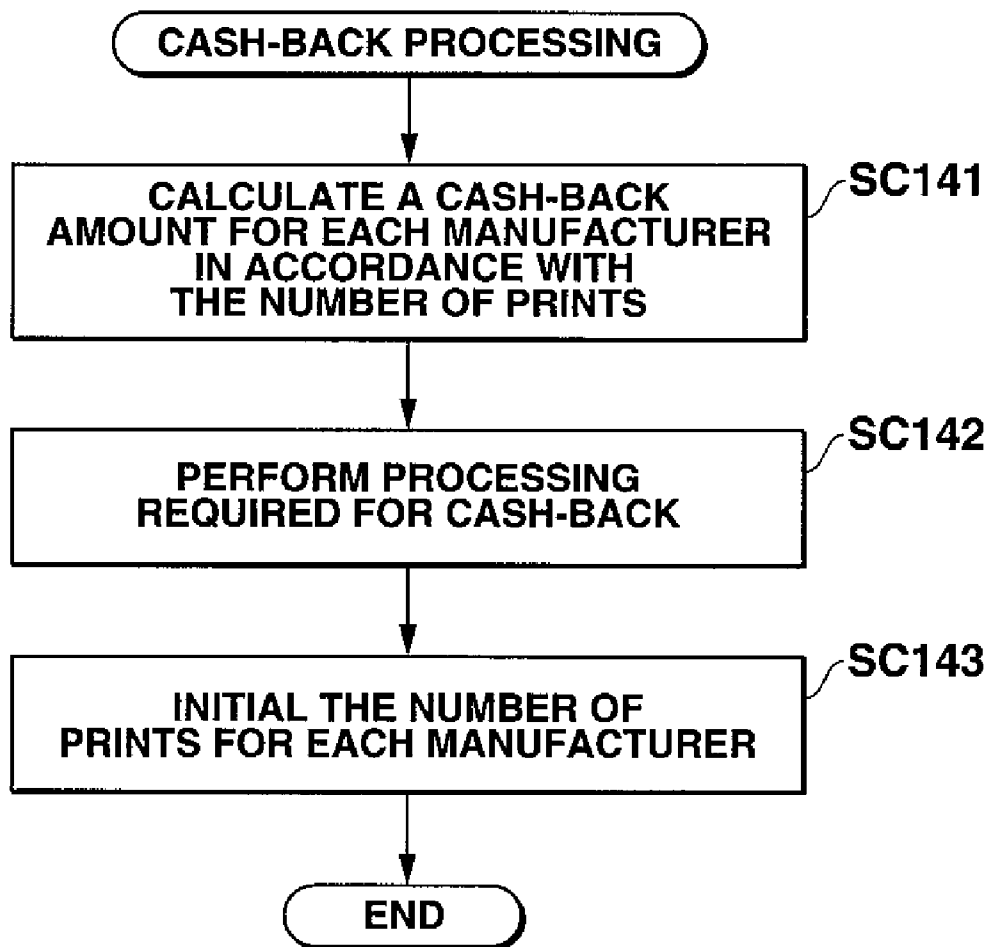 CASH-BACK PROCESSING
SC141
CALCULATE A CASH-BACK
AMOUNT FOR EACH MANUFACTURER
IN ACCORDANCE WITH
THE NUMBER OF PRINTS
SC142
PERFORM PROCESSING
REQUIRED FOR CASH-BACK
SC143
INITIAL THE NUMBER OF
PRINTS FOR EACH MANUFACTURER
END